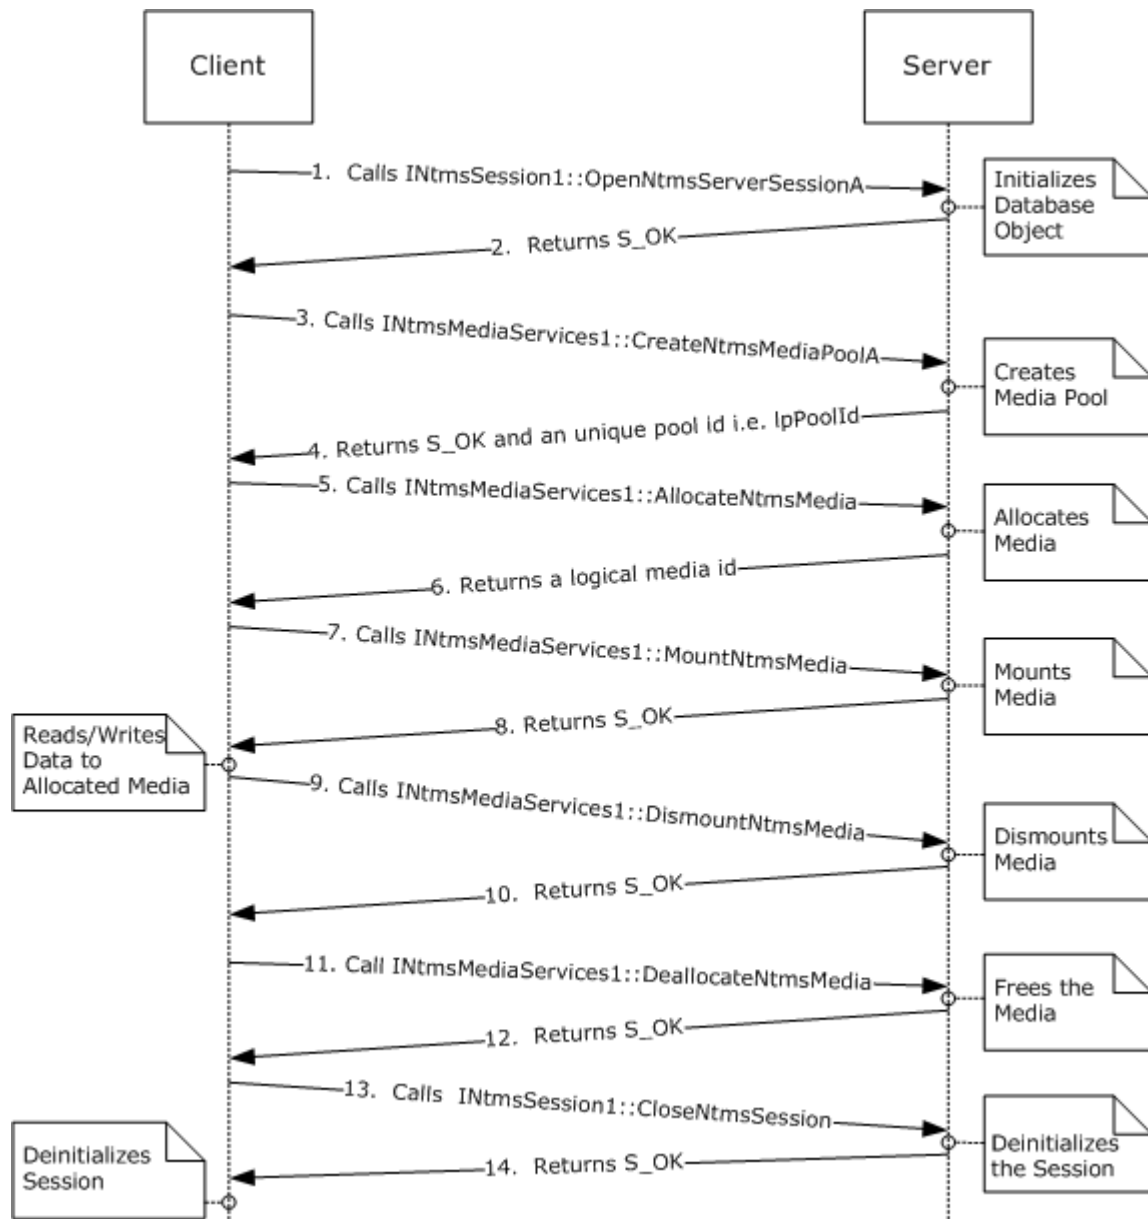 Client
Server
1.  Calls INtmsSession1::OpenNtmsServerSessionA
Initializes
Database
Object
2.  Returns S_OK
3. Calls INtmsMediaServices1::CreateNtmsMediaPoolA
Creates
Media Pool
4. Returns S_OK and an unique pool id i.e. lpPoolId
5. Calls INtmsMediaServices1::AllocateNtmsMedia
Allocates
Media
6. Returns a logical media id
7. Calls INtmsMediaServices1::MountNtmsMedia
Mounts
Media
8. Returns S_OK
Reads/Writes
Data to
Allocated Media
9. Calls INtmsMediaServices1::DismountNtmsMedia
Dismounts
Media
10.  Returns S_OK
11. Call INtmsMediaServices1::DeallocateNtmsMedia
Frees the
Media
12.  Returns S_OK
13.  Calls  INtmsSession1::CloseNtmsSession
Deinitializes
the Session
14.  Returns S_OK
Deinitializes
Session